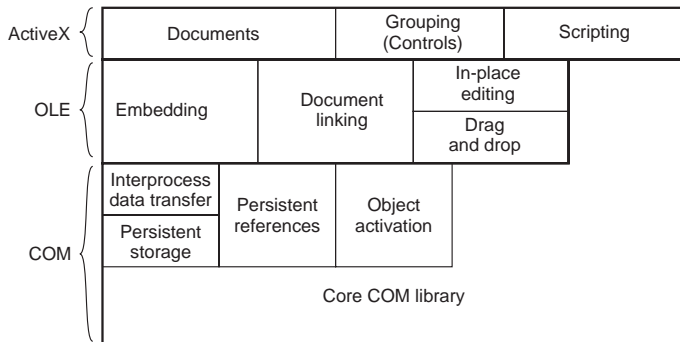 ActiveX
Documents
Grouping
(Controls)
Scripting
OLE
Embedding
Document
linking
In-place
editing
Drag
and drop
COM
Interprocess
data transfer
Persistent
storage
Persistent
references
Object
activation
Core COM library